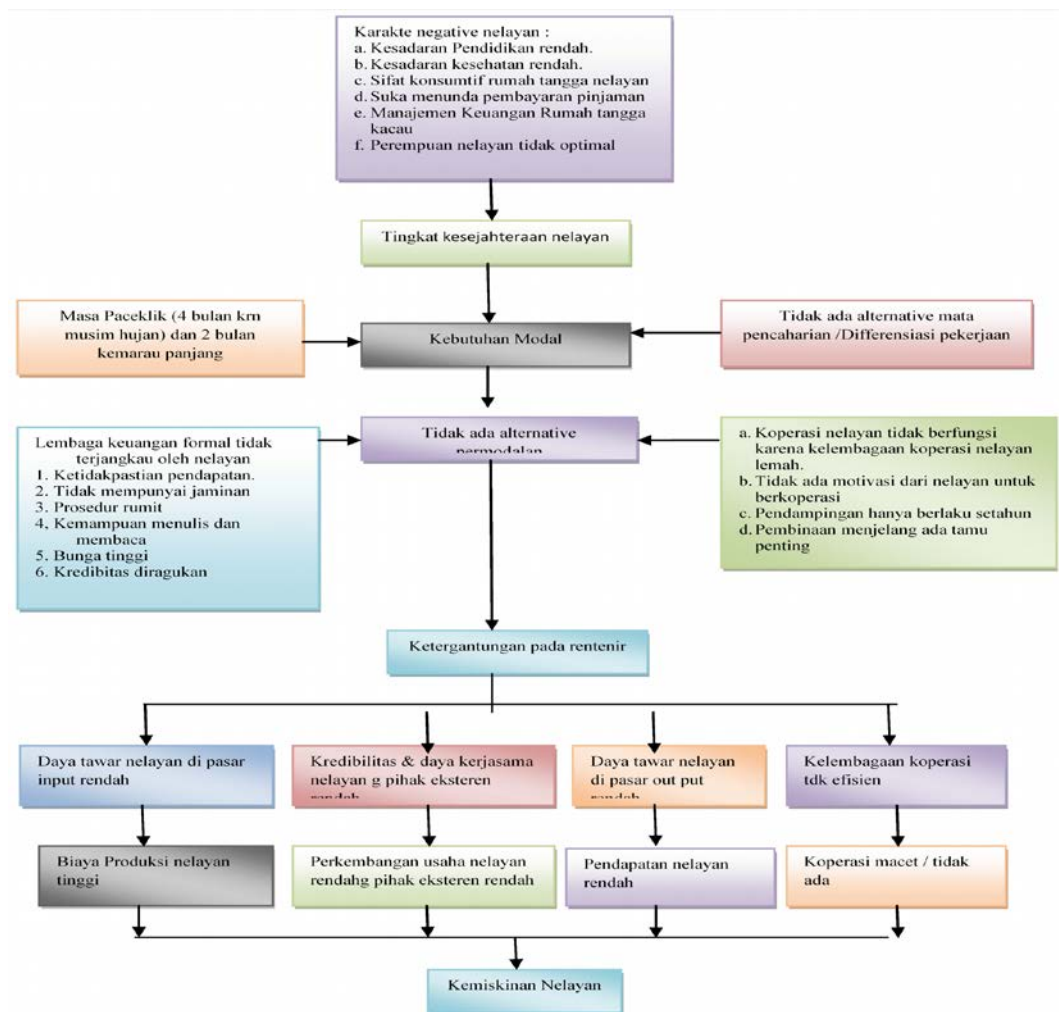 Karakte negative nelayan :
a. Kesadaran Pendidikan rendah.
b. Kesadaran kesehatan rendah.
c. Sifat konsumtif rumah tangga nelayan
d. Suka menunda pembayaran pinjaman
e. Manajemen Keuangan Rumah tangga
kacau
f. Perempuan nelayan tidak optimal
Tingkat kesejahteraan nelayan
Masa Paceklik (4 bulan krn
musim hujan) dan 2 bulan
kemarau panjang
Kebutuhan Modal
Tidak ada alternative mata
pencaharian /Differensiasi pekerjaan
Lembaga keuangan formal tidak
terjangkau oleh nelayan
1. Ketidakpastian pendapatan.
2. Tidak mempunyai jaminan
3. Prosedur rumit
4, Kemampuan menulis dan
membaca
5. Bunga tinggi
6. Kredibitas diragukan
Tidak ada alternative
permodalan
a. Koperasi nelayan tidak berfungsi
karena kelembagaan koperasi nelayan
lemah.
b. Tidak ada motivasi dari nelayan untuk
berkoperasi
c. Pendampingan hanya berlaku setahun
d. Pembinaan menjelang ada tamu
penting
Ketergantungan pada rentenir
Daya tawar nelayan di pasar
input rendah
Kredibilitas & daya kerjasama
nelayan g pihak eksteren
rendah
Daya tawar nelayan
di pasar out put
rendah
Kelembagaan koperasi
tdk efisien
Biaya Produksi nelayan
tinggi
Perkembangan usaha nelayan
rendahg pihak eksteren rendah
Pendapatan nelayan
rendah
Koperasi macet / tidak
ada
Kemiskinan Nelayan